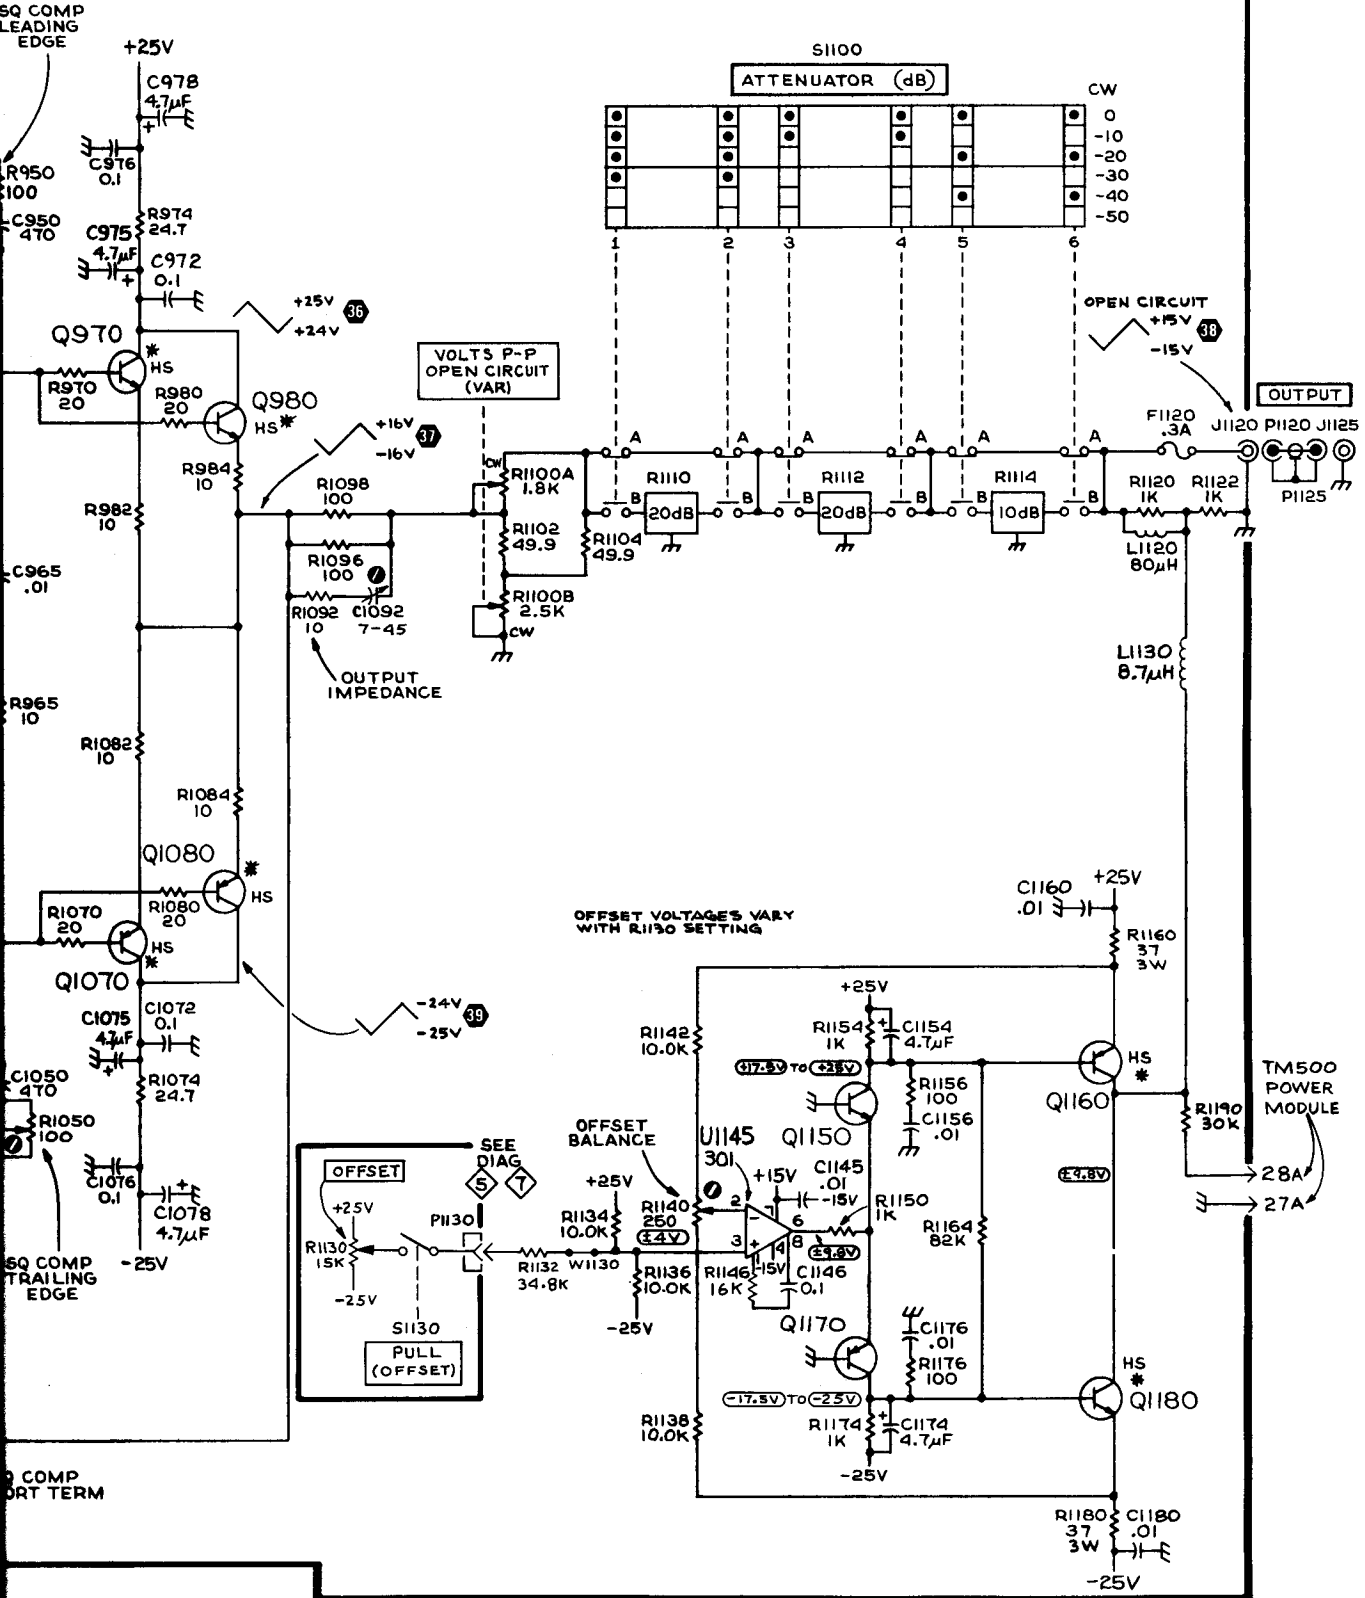 SQ COMP
LEADING
EDGE
+25V
C978
4.7µF
+
C976
0.1
R950
100
C950
470
R974
24.7
C975
4.7µF
+
C972
0.1
+25V
+24V
36
Q970
*
HS
R970
20
R980
20
Q980
HS*
+16V
-16V
37
R984
10
R982
10
C965
.01
R965
10
R1082
10
R1084
10
R1098
100
R1096
100
R1092
10
C1092
7-45
OUTPUT
IMPEDANCE
VOLTS P-P
OPEN CIRCUIT
(VAR)
CW
R1100A
1.8K
R1102
49.9
R1104
49.9
R1100B
2.5K
CW
S1100
ATTENUATOR (dB)
CW
0
-10
-20
-30
-40
-50
1
2
3
4
5
6
A
A
A
A
A
A
B
B
B
B
B
B
R1110
20dB
R1112
20dB
R1114
10dB
OPEN CIRCUIT
+15V
-15V
38
F1120
.3A
OUTPUT
J1120 P1120 J1125
P1125
R1120
1K
R1122
1K
L1120
80µH
L1130
8.7µH
Q1080
*
HS
R1070
20
R1080
20
HS
*
Q1070
C1072
0.1
C1075
4.7µF
+
-24V
-25V
39
R1074
24.7
C1050
470
R1050
100
C1076
0.1
+
C1078
4.7µF
-25V
SQ COMP
TRAILING
EDGE
Q COMP
ORT TERM
OFFSET VOLTAGES VARY
WITH R1130 SETTING
C1160
.01
+25V
R1160
37
3W
+25V
R1142
10.0K
R1154
1K
+
C1154
4.7µF
+17.5V TO +25V
R1156
100
C1156
.01
HS
*
Q1160
Q1150
TM500
POWER
MODULE
R1190
30K
28A
27A
±9.8V
OFFSET
BALANCE
U1145
301
+15V
C1145
.01
-15V
R1150
1K
SEE
DIAG
5
7
OFFSET
+25V
R1130
15K
-25V
P1130
S1130
PULL
(OFFSET)
R1132
34.8K
W1130
+25V
R1134
10.0K
R1140
250
±4V
2
-
3
+
7
6
8
4
-15V
±9.8V
R1136
10.0K
-25V
R1146
16K
C1146
0.1
R1164
82K
Q1170
C1176
.01
R1176
100
-17.5V TO -25V
HS
*
Q1180
R1138
10.0K
R1174
1K
+
C1174
4.7µF
-25V
R1180
37
3W
C1180
.01
-25V